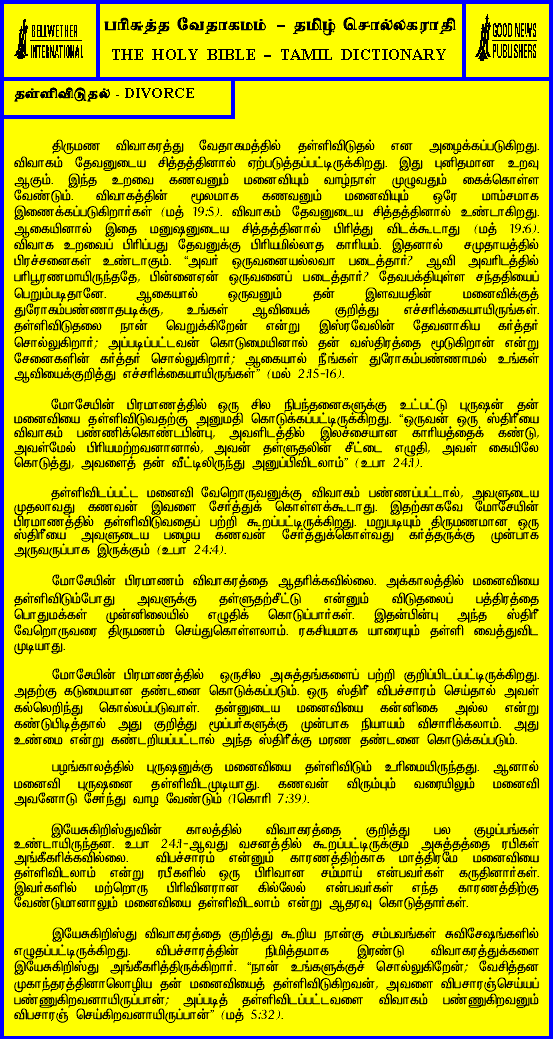 BELLWETHER
INTERNATIONAL
பரிசுத்த வேதாகமம் - தமிழ் சொல்லகராதி
THE HOLY BIBLE – TAMIL DICTIONARY
GOOD NEWS
PUBLISHERS
தள்ளிவிடுதல் - DIVORCE
திருமண விவாகரத்து வேதாகமத்தில் தள்ளிவிடுதல் என அழைக்கப்படுகிறது.
விவாகம் தேவனுடைய சித்தத்தினால் ஏற்படுத்தப்பட்டிருக்கிறது. இது புனிதமான உறவு
ஆகும். இந்த உறவை கணவனும் மனைவியும் வாழ்நாள் முழுவதும் கைக்கொள்ள
வேண்டும். விவாகத்தின் மூலமாக கணவனும் மனைவியும் ஒரே மாம்சமாக
இணைக்கப்படுகிறார்கள் (மத் 19:5). விவாகம் தேவனுடைய சித்தத்தினால் உண்டாகிறது.
ஆகையினால் இதை மனுஷனுடைய சித்தத்தினால் பிரித்து விடக்கூடாது (மத் 19:6).
விவாக உறவைப் பிரிப்பது தேவனுக்கு பிரியமில்லாத காரியம். இதனால் சமுதாயத்தில்
பிரச்சனைகள் உண்டாகும். “அவர் ஒருவனையல்லவா படைத்தார்? ஆவி அவரிடத்தில்
பரிபூரணமாயிருந்ததே, பின்னைஏன் ஒருவனைப் படைத்தார்? தேவபக்தியுள்ள சந்ததியைப்
பெறும்படிதானே. ஆகையால் ஒருவனும் தன் இளவயதின் மனைவிக்குத்
துரோகம்பண்ணாதபடிக்கு, உங்கள் ஆவியைக் குறித்து எச்சரிக்கையாயிருங்கள்.
தள்ளிவிடுதலை நான் வெறுக்கிறேன் என்று இஸ்ரவேலின் தேவனாகிய கர்த்தர்
சொல்லுகிறார்; அப்படிப்பட்டவன் கொடுமையினால் தன் வஸ்திரத்தை மூடுகிறான் என்று
சேனைகளின் கர்த்தர் சொல்லுகிறார்; ஆகையால் நீங்கள் துரோகம்பண்ணாமல் உங்கள்
ஆவியைக்குறித்து எச்சரிக்கையாயிருங்கள்” (மல் 2:15-16).
மோசேயின் பிரமாணத்தில் ஒரு சில நிபந்தனைகளுக்கு உட்பட்டு புருஷன் தன்
மனைவியை தள்ளிவிடுவதற்கு அனுமதி கொடுக்கப்பட்டிருக்கிறது. “ஒருவன் ஒரு ஸ்திரீயை
விவாகம் பண்ணிக்கொண்டபின்பு, அவளிடத்தில் இலச்சையான காரியத்தைக் கண்டு,
அவள்மேல் பிரியமற்றவனானால், அவன் தள்ளுதலின் சீட்டை எழுதி, அவள் கையிலே
கொடுத்து, அவளைத் தன் வீட்டிலிருந்து அனுப்பிவிடலாம்” (உபா 24:1).
தள்ளிவிடப்பட்ட மனைவி வேறொருவனுக்கு விவாகம் பண்ணப்பட்டால், அவளுடைய
முதலாவது கணவன் இவளை சேர்த்துக் கொள்ளக்கூடாது. இதற்காகவே மோசேயின்
பிரமாணத்தில் தள்ளிவிடுவதைப் பற்றி கூறப்பட்டிருக்கிறது. மறுபடியும் திருமணமான ஒரு
ஸ்திரீயை அவளுடைய பழைய கணவன் சேர்த்துக்கொள்வது கர்த்தருக்கு முன்பாக
அருவருப்பாக இருக்கும் (உபா 24:4).
மோசேயின் பிரமாணம் விவாகரத்தை ஆதரிக்கவில்லை. அக்காலத்தில் மனைவியை
தள்ளிவிடும்போது அவளுக்கு தள்ளுதற்சீட்டு என்னும் விடுதலைப் பத்திரத்தை
பொதுமக்கள் முன்னிலையில் எழுதிக் கொடுப்பார்கள். இதன்பின்பு அந்த ஸ்திரீ
வேறொருவரை திருமணம் செய்துகொள்ளலாம். ரகசியமாக யாரையும் தள்ளி வைத்துவிட
முடியாது.
மோசேயின் பிரமாணத்தில் ஒருசில அசுத்தங்களைப் பற்றி குறிப்பிடப்பட்டிருக்கிறது.
அதற்கு கடுமையான தண்டனை கொடுக்கப்படும். ஒரு ஸ்திரீ விபச்சாரம் செய்தால் அவள்
கல்லெறிந்து கொல்லப்படுவாள். தன்னுடைய மனைவியை கன்னிகை அல்ல என்று
கண்டுபிடித்தால் அது குறித்து மூப்பர்களுக்கு முன்பாக நியாயம் விசாரிக்கலாம். அது
உண்மை என்று கண்டறியப்பட்டால் அந்த ஸ்திரீக்கு மரண தண்டனை கொடுக்கப்படும்.
பழங்காலத்தில் புருஷனுக்கு மனைவியை தள்ளிவிடும் உரிமையிருந்தது. ஆனால்
மனைவி புருஷனை தள்ளிவிடமுடியாது. கணவன் விரும்பும் வரையிலும் மனைவி
அவனோடு சேர்ந்து வாழ வேண்டும் (1கொரி 7:39).
இயேசுகிறிஸ்துவின் காலத்தில் விவாகரத்தை குறித்து பல குழப்பங்கள்
உண்டாயிருந்தன. உபா 24:1-ஆவது வசனத்தில் கூறப்பட்டிருக்கும் அசுத்தத்தை ரபிகள்
அங்கீகரிக்கவில்லை. விபச்சாரம் என்னும் காரணத்திற்காக மாத்திரமே மனைவியை
தள்ளிவிடலாம் என்று ரபீகளில் ஒரு பிரிவான சம்மாய் என்பவர்கள் கருதினார்கள்.
இவர்களில் மற்றொரு பிரிவினரான கில்லேல் என்பவர்கள் எந்த காரணத்திற்கு
வேண்டுமானாலும் மனைவியை தள்ளிவிடலாம் என்று ஆதரவு கொடுத்தார்கள்.
இயேசுகிறிஸ்து விவாகரத்தை குறித்து கூறிய நான்கு சம்பவங்கள் சுவிசேஷங்களில்
எழுதப்பட்டிருக்கிறது. விபச்சாரத்தின் நிமித்தமாக இரண்டு விவாகரத்துக்களை
இயேசுகிறிஸ்து அங்கீகரித்திருக்கிறார். “நான் உங்களுக்குச் சொல்லுகிறேன்; வேசித்தன
முகாந்தரத்தினாலொழிய தன் மனைவியைத் தள்ளிவிடுகிறவன், அவளை விபசாரஞ்செய்யப்
பண்ணுகிறவனாயிருப்பான்; அப்படித் தள்ளிவிடப்பட்டவளை விவாகம் பண்ணுகிறவனும்
விபசாரஞ் செய்கிறவனாயிருப்பான்” (மத் 5:32).